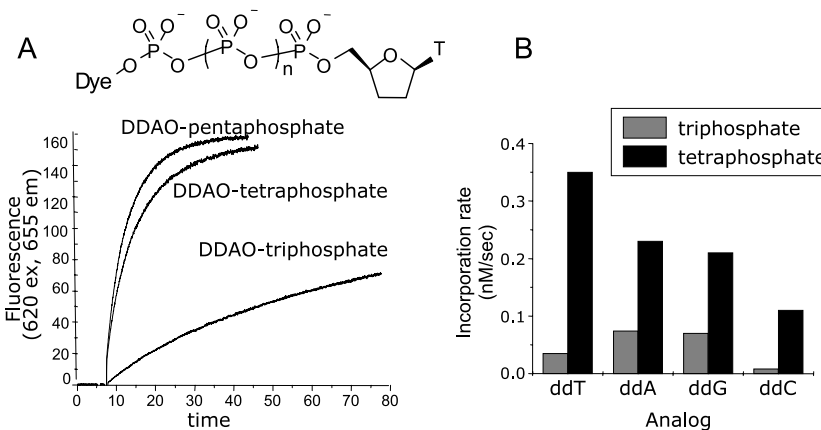 A
O O⁻ O O⁻ O O⁻
P P P
Dye O O ( O ) n O O T
DDAO-pentaphosphate
DDAO-tetraphosphate
DDAO-triphosphate
Fluorescence
(620 ex, 655 em)
160
140
120
100
80
60
40
20
0
0 10 20 30 40 50 60 70 80
time
B
triphosphate
tetraphosphate
Incorporation rate
(nM/sec)
0.4
0.3
0.2
0.1
0.0
ddT ddA ddG ddC
Analog